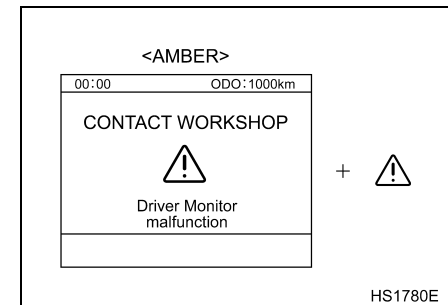 <AMBER>
00:00 ODO:1000km
CONTACT WORKSHOP
Driver Monitor
malfunction
+
HS1780E